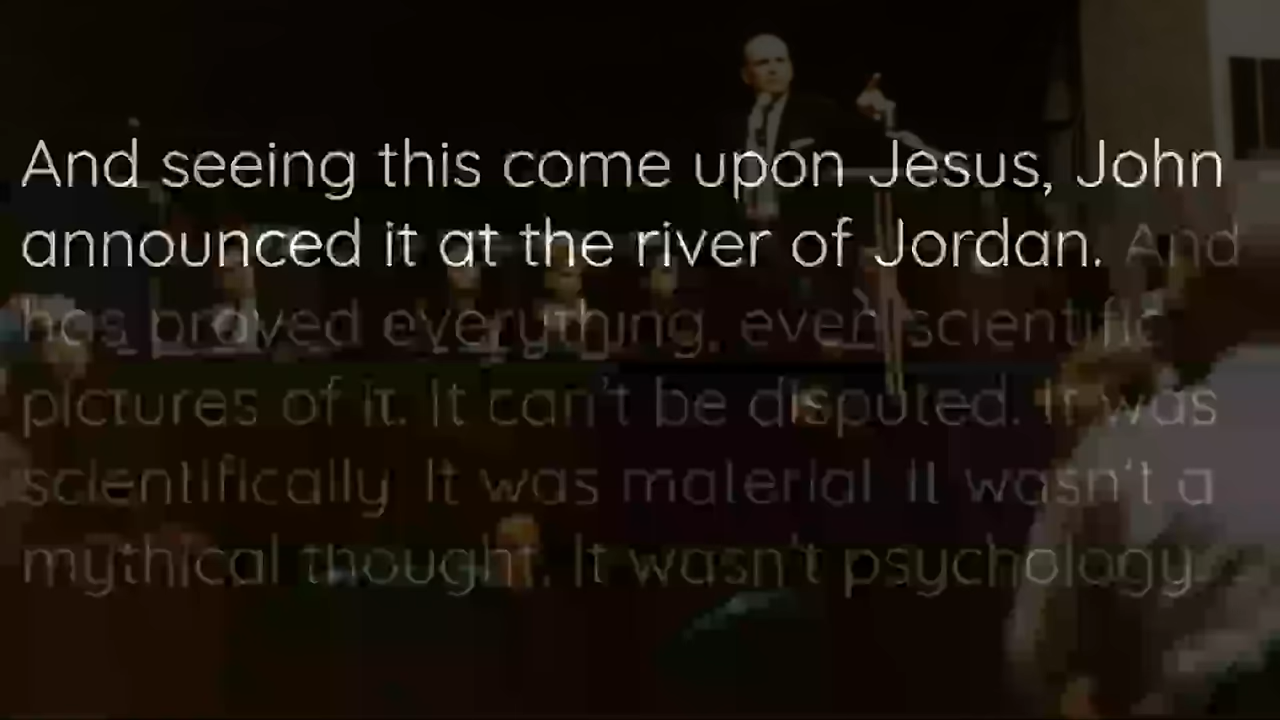 And seeing this come upon Jesus, John
announced it at the river of Jordan. And
has proved everything, even scientific
pictures of it. It can't be disputed. It was
scientifically. It was material. It wasn't a
mythical thought. It wasn't psychology